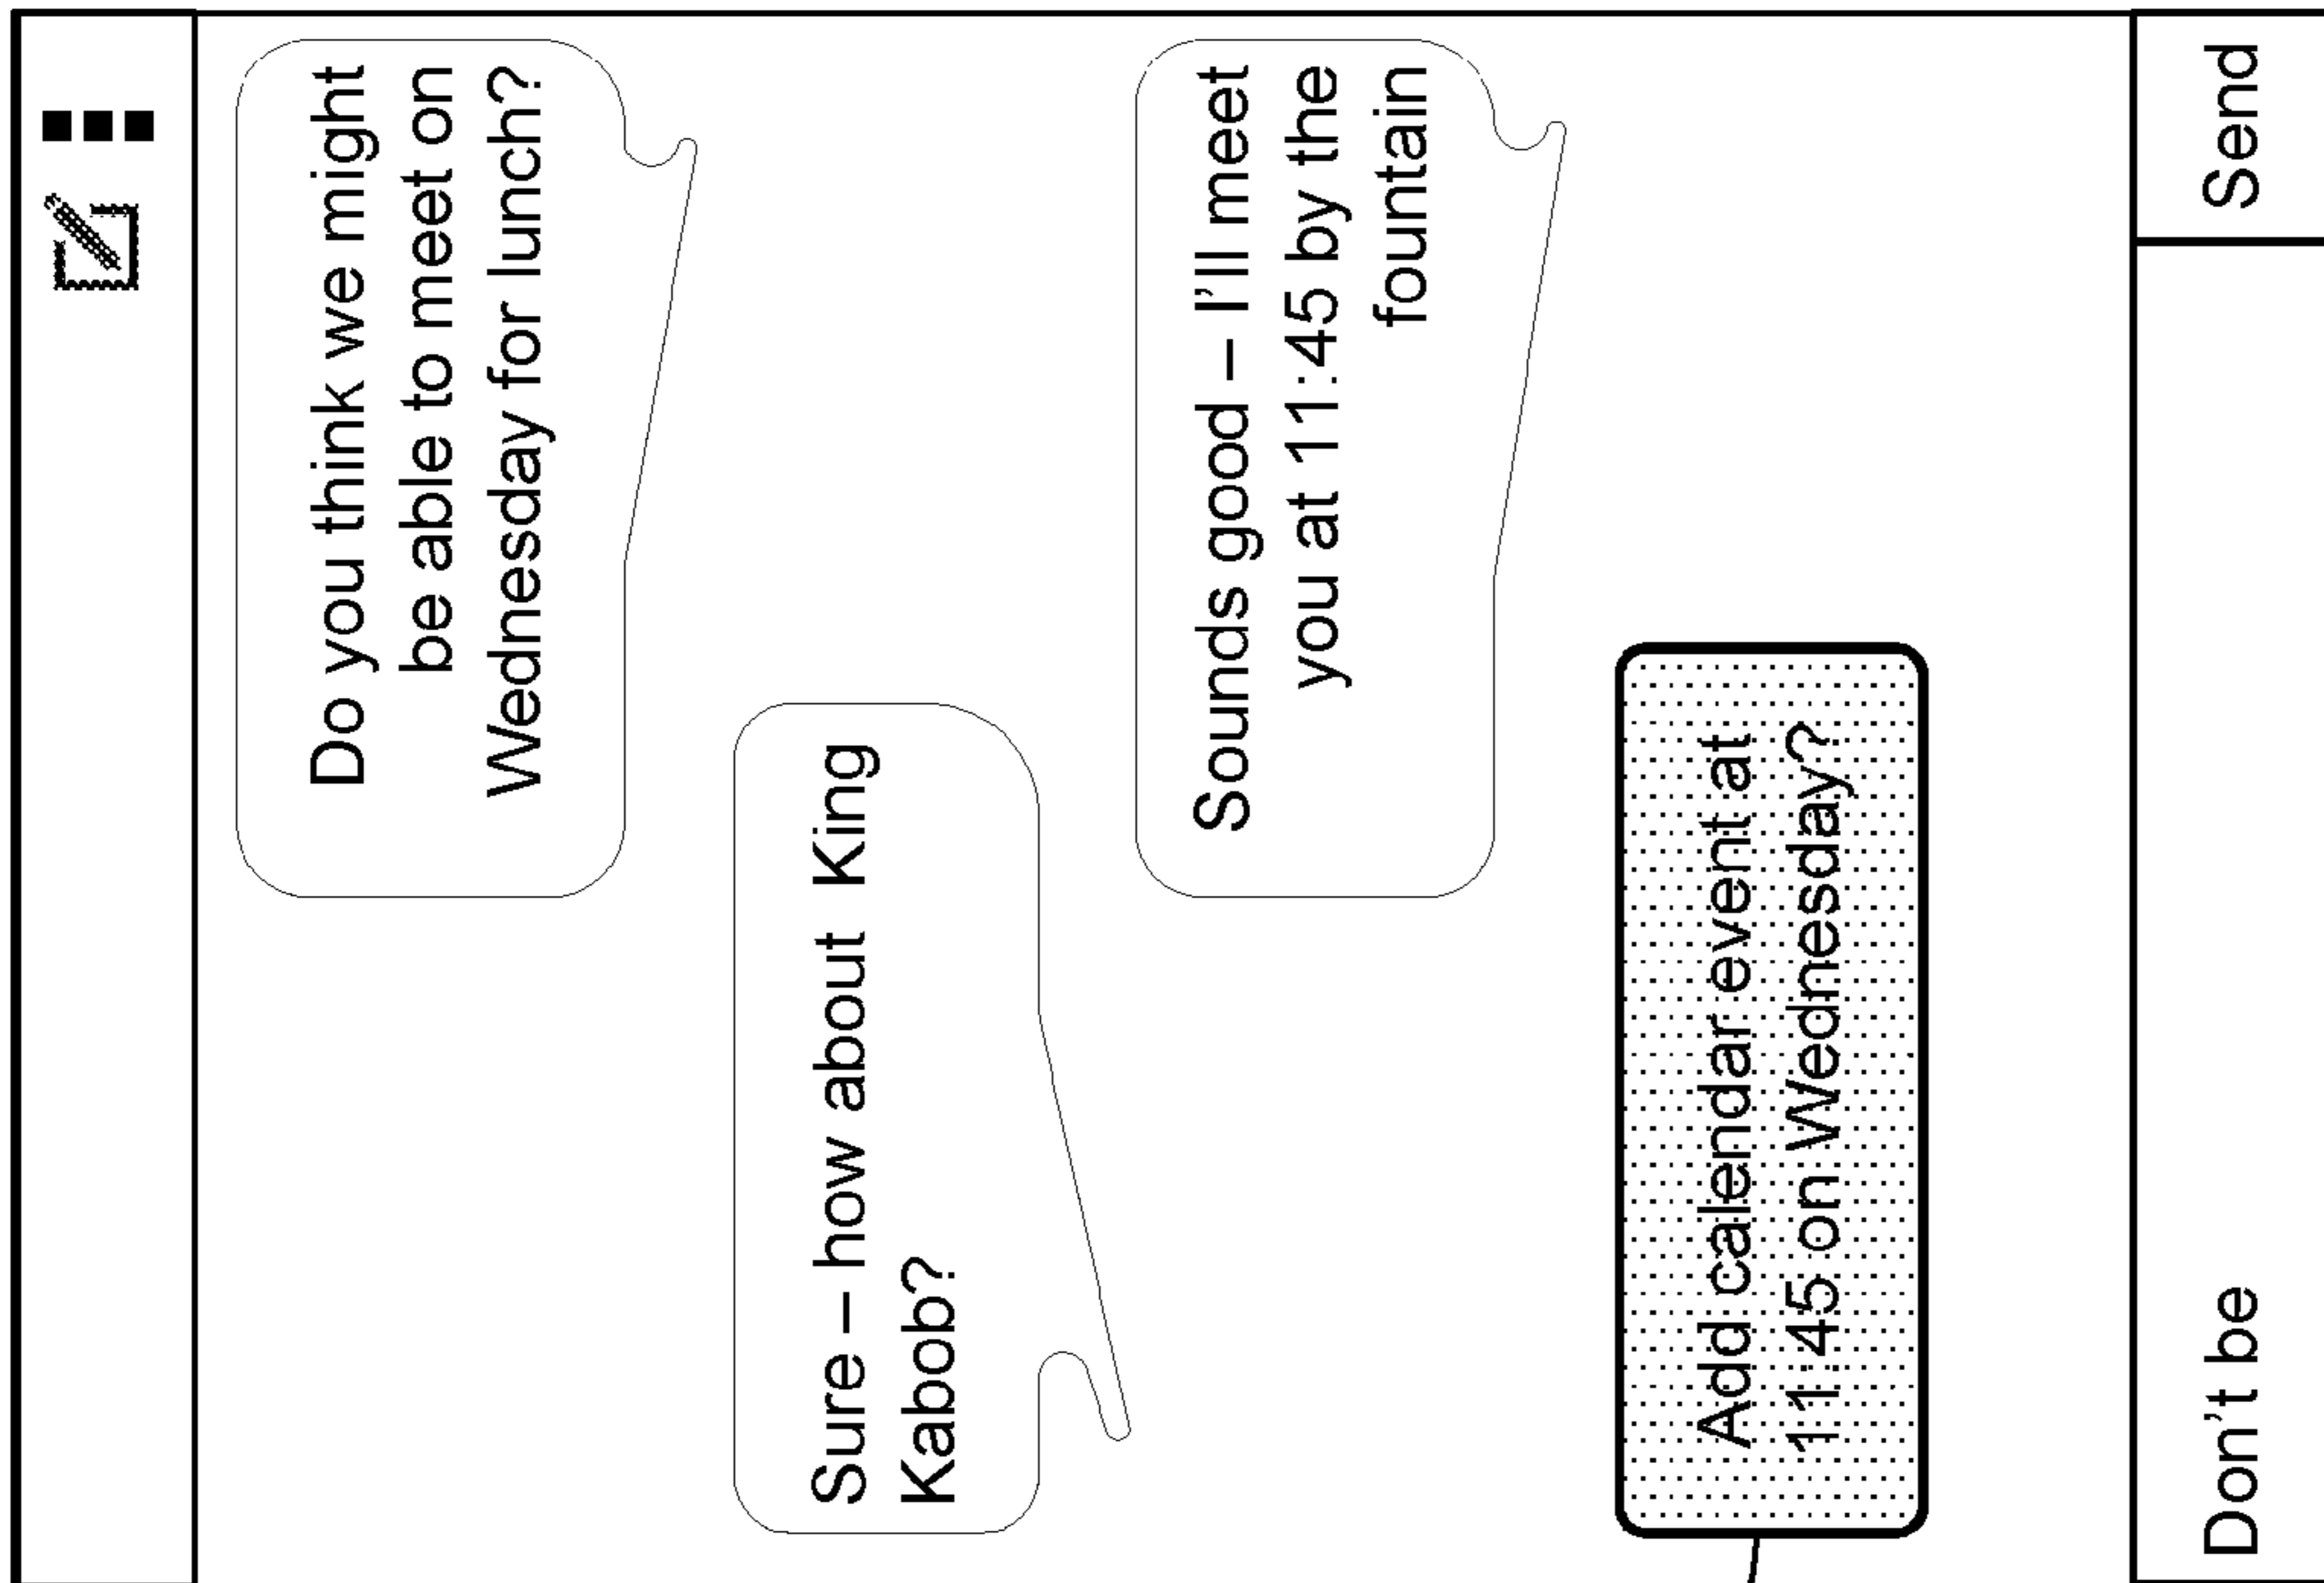 Do you think we might
be able to meet on
Wednesday for lunch?
Sure – how about King
Kabob?
Sounds good – I'll meet
you at 11:45 by the
fountain
Add calendar event at
11:45 on Wednesday?
Don't be
Send